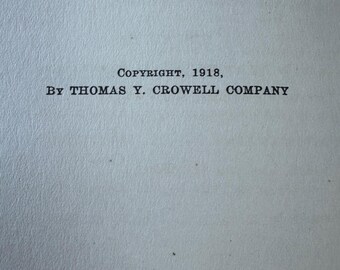 Copyright, 1918,
By THOMAS Y. CROWELL COMPANY